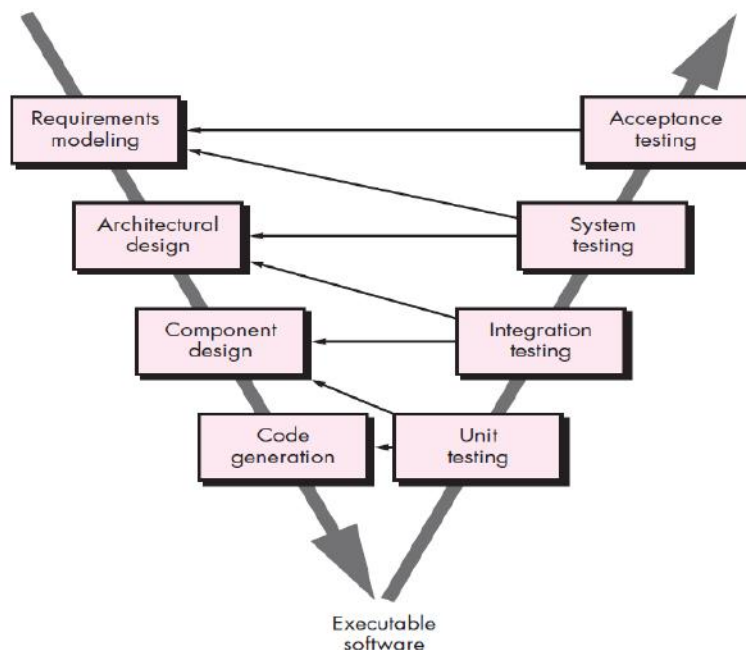 Requirements
modeling
Acceptance
testing
Architectural
design
System
testing
Component
design
Integration
testing
Code
generation
Unit
testing
Executable
software